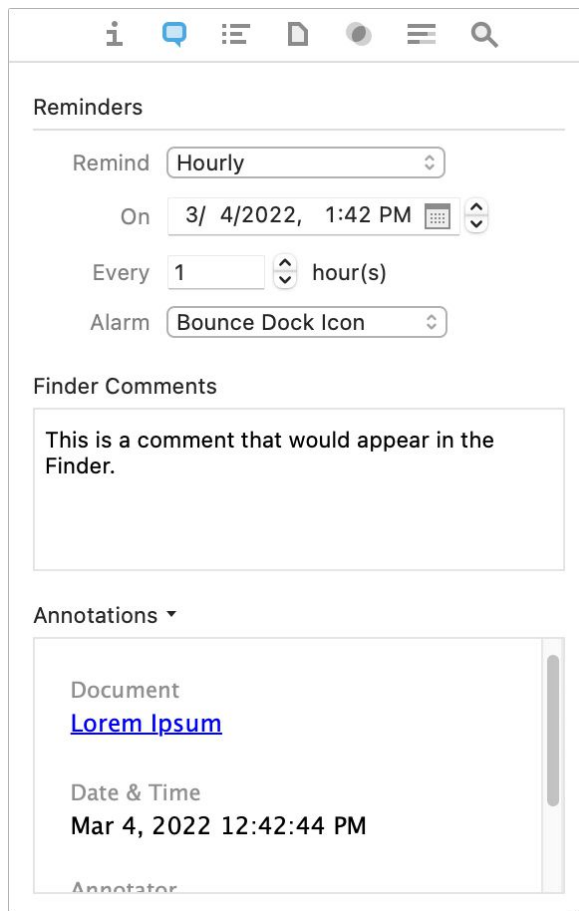 Reminders
Remind Hourly
On 3/ 4/2022, 1:42 PM
Every 1 hour(s)
Alarm Bounce Dock Icon
Finder Comments
This is a comment that would appear in the
Finder.
Annotations
Document
Lorem Ipsum
Date & Time
Mar 4, 2022 12:42:44 PM
Annotator